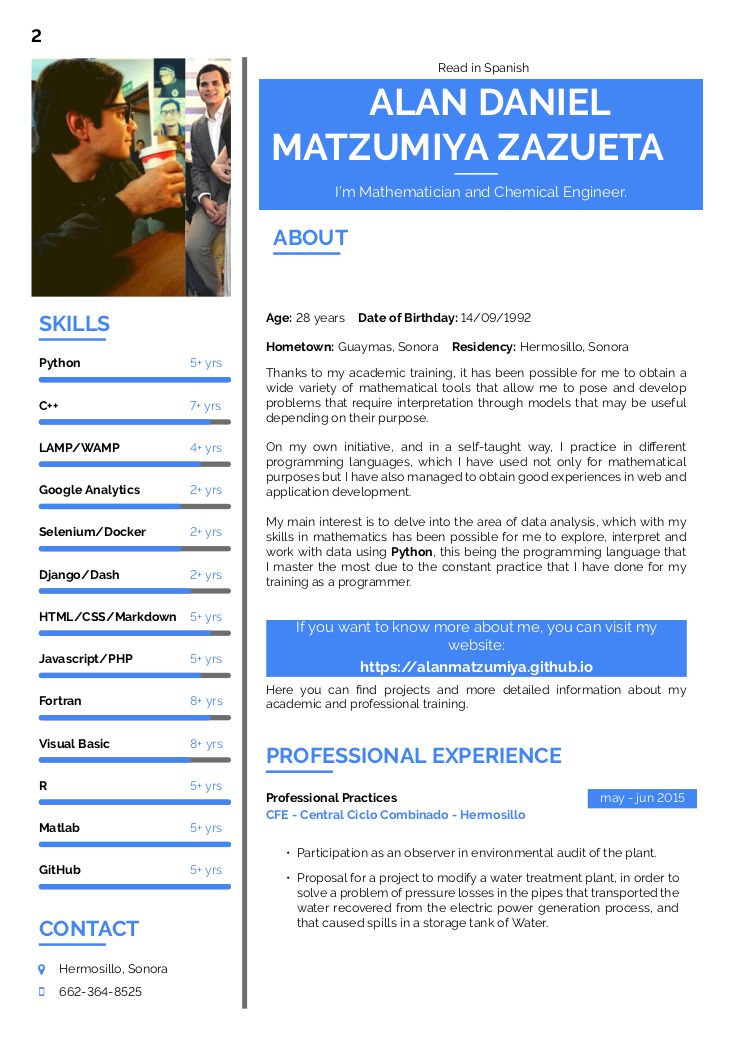 2
Read in Spanish
ALAN DANIEL
MATZUMIYA ZAZUETA
I'm Mathematician and Chemical Engineer.
SKILLS
Python 5+ yrs
C++ 7+ yrs
LAMP/WAMP 4+ yrs
Google Analytics 2+ yrs
Selenium/Docker 2+ yrs
Django/Dash 2+ yrs
HTML/CSS/Markdown 5+ yrs
Javascript/PHP 5+ yrs
Fortran 8+ yrs
Visual Basic 8+ yrs
R 5+ yrs
Matlab 5+ yrs
GitHub 5+ yrs
CONTACT
Hermosillo, Sonora
662-364-8525
ABOUT
Age: 28 years Date of Birthday: 14/09/1992
Hometown: Guaymas, Sonora Residency: Hermosillo, Sonora
Thanks to my academic training, it has been possible for me to obtain a
wide variety of mathematical tools that allow me to pose and develop
problems that require interpretation through models that may be useful
depending on their purpose.
On my own initiative, and in a self-taught way, I practice in different
programming languages, which I have used not only for mathematical
purposes but I have also managed to obtain good experiences in web and
application development.
My main interest is to delve into the area of data analysis, which with my
skills in mathematics has been possible for me to explore, interpret and
work with data using Python, this being the programming language that
I master the most due to the constant practice that I have done for my
training as a programmer.
If you want to know more about me, you can visit my
website:
https://alanmatzumiya.github.io
Here you can find projects and more detailed information about my
academic and professional training.
PROFESSIONAL EXPERIENCE
Professional Practices may - jun 2015
CFE - Central Ciclo Combinado - Hermosillo
• Participation as an observer in environmental audit of the plant.
• Proposal for a project to modify a water treatment plant, in order to
solve a problem of pressure losses in the pipes that transported the
water recovered from the electric power generation process, and
that caused spills in a storage tank of Water.